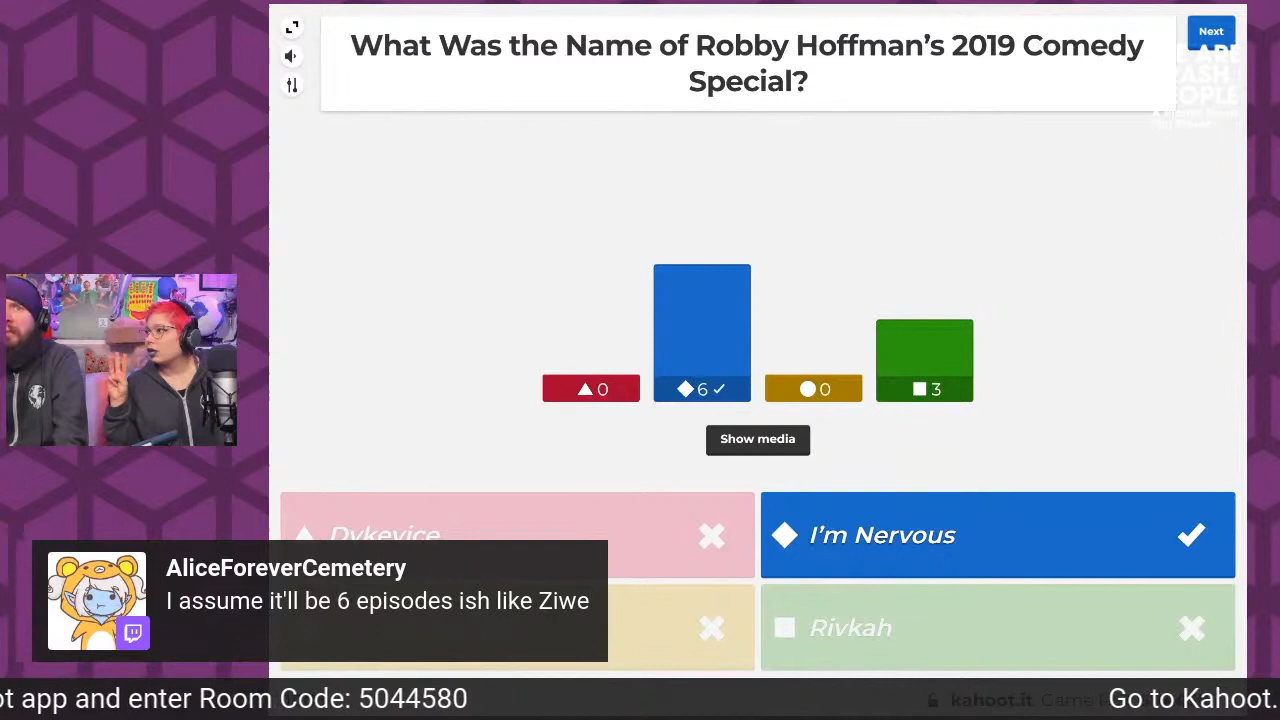 What Was the Name of Robby Hoffman’s 2019 Comedy
Special?
Next
0
6
0
3
Show media
Dykevice
I’m Nervous
Rivkah
AliceForeverCemetery
I assume it'll be 6 episodes ish like Ziwe
ot app and enter Room Code: 5044580
Go to Kahoot.
kahoot.it